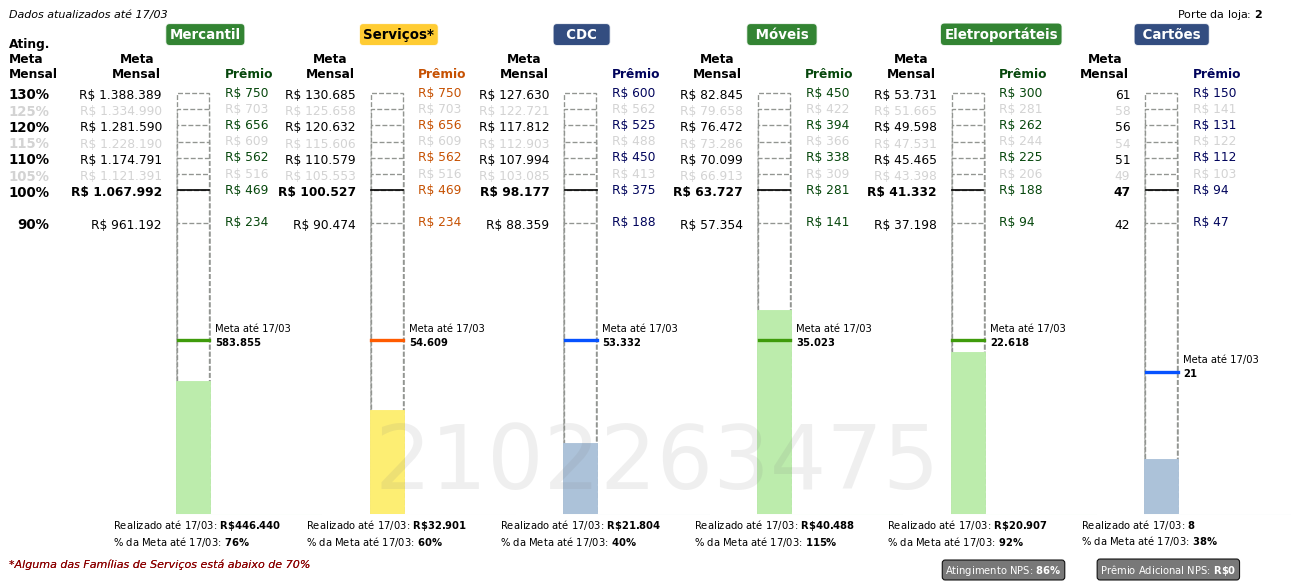 Dados atualizados até 17/03 Porte da loja: 2
Mercantil Serviços* CDC Móveis Eletroportáteis Cartões
Ating.
Meta Meta Meta Meta Meta Meta Meta
Mensal Mensal Prêmio Mensal Prêmio Mensal Prêmio Mensal Prêmio Mensal Prêmio Mensal Prêmio
130% R$ 1.388.389 R$ 750 R$ 130.685 R$ 750 R$ 127.630 R$ 600 R$ 82.845 R$ 450 R$ 53.731 R$ 300 61 R$ 150
125% R$ 1.334.990 R$ 703 R$ 125.658 R$ 703 R$ 122.721 R$ 562 R$ 79.658 R$ 422 R$ 51.665 R$ 281 58 R$ 141
120% R$ 1.281.590 R$ 656 R$ 120.632 R$ 656 R$ 117.812 R$ 525 R$ 76.472 R$ 394 R$ 49.598 R$ 262 56 R$ 131
115% R$ 1.228.190 R$ 609 R$ 115.606 R$ 609 R$ 112.903 R$ 488 R$ 73.286 R$ 366 R$ 47.531 R$ 244 54 R$ 122
110% R$ 1.174.791 R$ 562 R$ 110.579 R$ 562 R$ 107.994 R$ 450 R$ 70.099 R$ 338 R$ 45.465 R$ 225 51 R$ 112
105% R$ 1.121.391 R$ 516 R$ 105.553 R$ 516 R$ 103.085 R$ 413 R$ 66.913 R$ 309 R$ 43.398 R$ 206 49 R$ 103
100% R$ 1.067.992 R$ 469 R$ 100.527 R$ 469 R$ 98.177 R$ 375 R$ 63.727 R$ 281 R$ 41.332 R$ 188 47 R$ 94
90% R$ 961.192 R$ 234 R$ 90.474 R$ 234 R$ 88.359 R$ 188 R$ 57.354 R$ 141 R$ 37.198 R$ 94 42 R$ 47
Meta até 17/03 Meta até 17/03 Meta até 17/03 Meta até 17/03 Meta até 17/03
583.855 54.609 53.332 35.023 22.618
Meta até 17/03
21
2102263475
Realizado até 17/03: R$446.440 Realizado até 17/03: R$32.901 Realizado até 17/03: R$21.804 Realizado até 17/03: R$40.488 Realizado até 17/03: R$20.907 Realizado até 17/03: 8
% da Meta até 17/03: 76% % da Meta até 17/03: 60% % da Meta até 17/03: 40% % da Meta até 17/03: 115% % da Meta até 17/03: 92% % da Meta até 17/03: 38%
*Alguma das Famílias de Serviços está abaixo de 70% Atingimento NPS: 86% Prêmio Adicional NPS: R$0